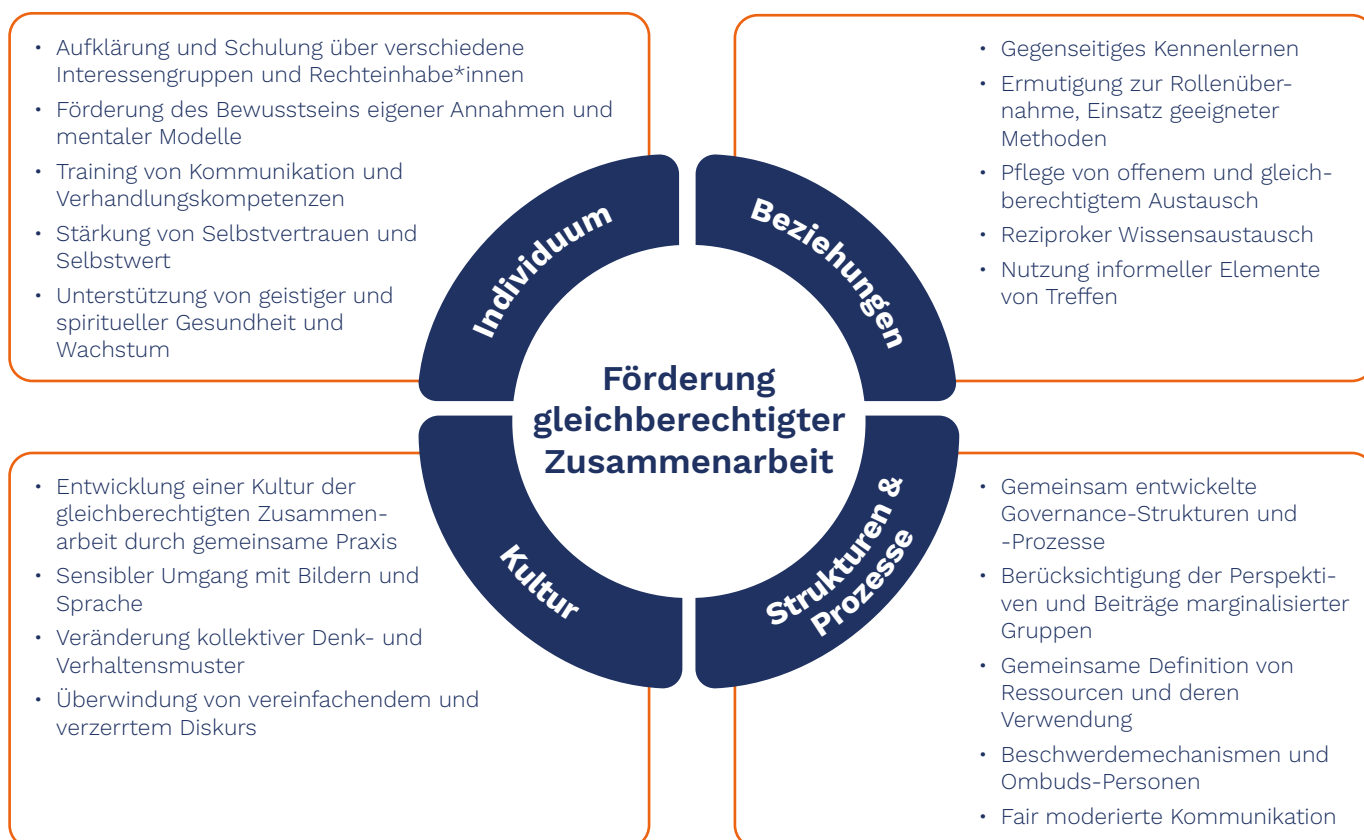 • Aufklärung und Schulung über verschiedene
Interessengruppen und Rechteinhabe*innen
• Förderung des Bewusstseins eigener Annahmen und
mentaler Modelle
• Training von Kommunikation und
Verhandlungskompetenzen
• Stärkung von Selbstvertrauen und
Selbstwert
• Unterstützung von geistiger und
spiritueller Gesundheit und
Wachstum
• Gegenseitiges Kennenlernen
• Ermutigung zur Rollenüber-
nahme, Einsatz geeigneter
Methoden
• Pflege von offenem und gleich-
berechtigtem Austausch
• Reziproker Wissensaustausch
• Nutzung informeller Elemente
von Treffen
Individuum
Beziehungen
Förderung
gleichberechtigter
Zusammenarbeit
Kultur
Strukturen &
Prozesse
• Entwicklung einer Kultur der
gleichberechtigten Zusammen-
arbeit durch gemeinsame Praxis
• Sensibler Umgang mit Bildern und
Sprache
• Veränderung kollektiver Denk- und
Verhaltensmuster
• Überwindung von vereinfachendem und
verzerrtem Diskurs
• Gemeinsam entwickelte
Governance-Strukturen und
-Prozesse
• Berücksichtigung der Perspekti-
ven und Beiträge marginalisierter
Gruppen
• Gemeinsame Definition von
Ressourcen und deren
Verwendung
• Beschwerdemechanismen und
Ombuds-Personen
• Fair moderierte Kommunikation